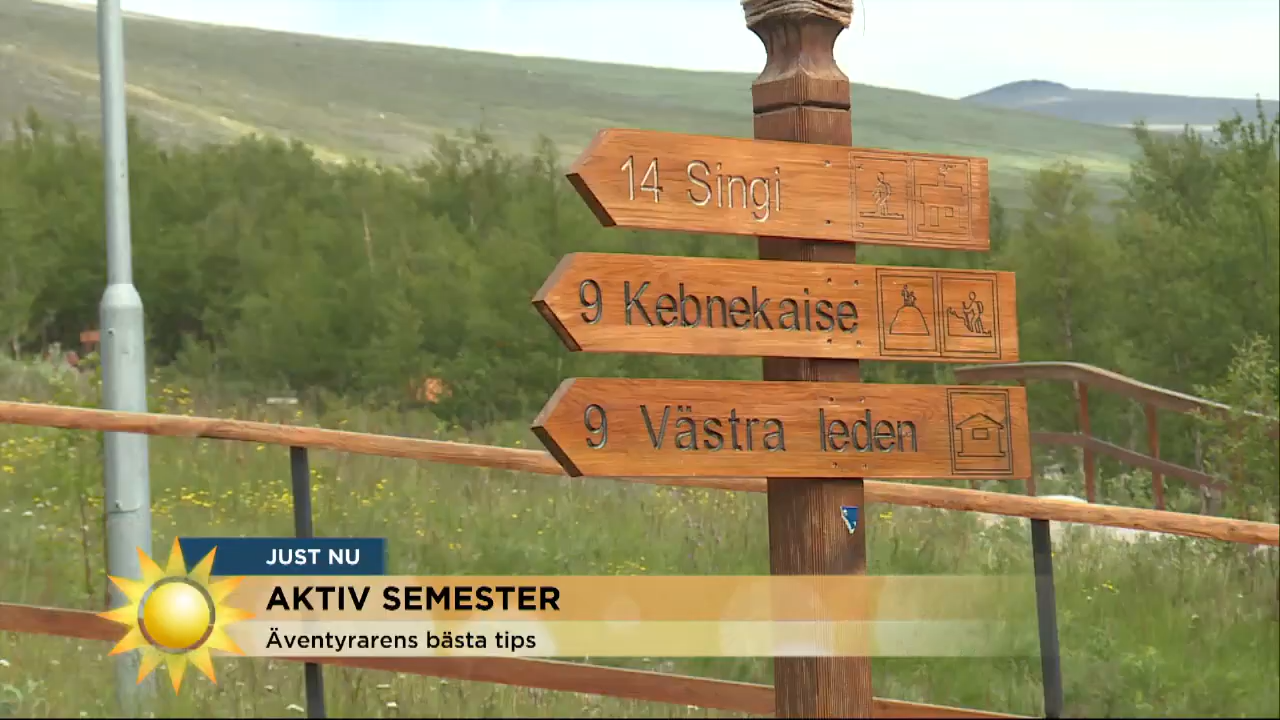 14 Singi
9 Kebnekaise
9 Västra leden
JUST NU
AKTIV SEMESTER
Äventyrarens bästa tips